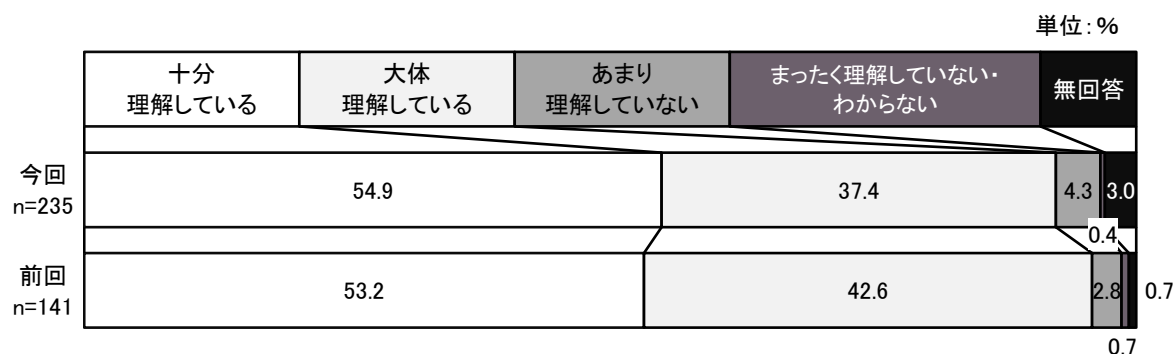 単位:%
十分
理解している
大体
理解している
あまり
理解していない
まったく理解していない・
わからない
無回答
今回
n=235
54.9
37.4
4.3
0.4
3.0
前回
n=141
53.2
42.6
2.8
0.7
0.7